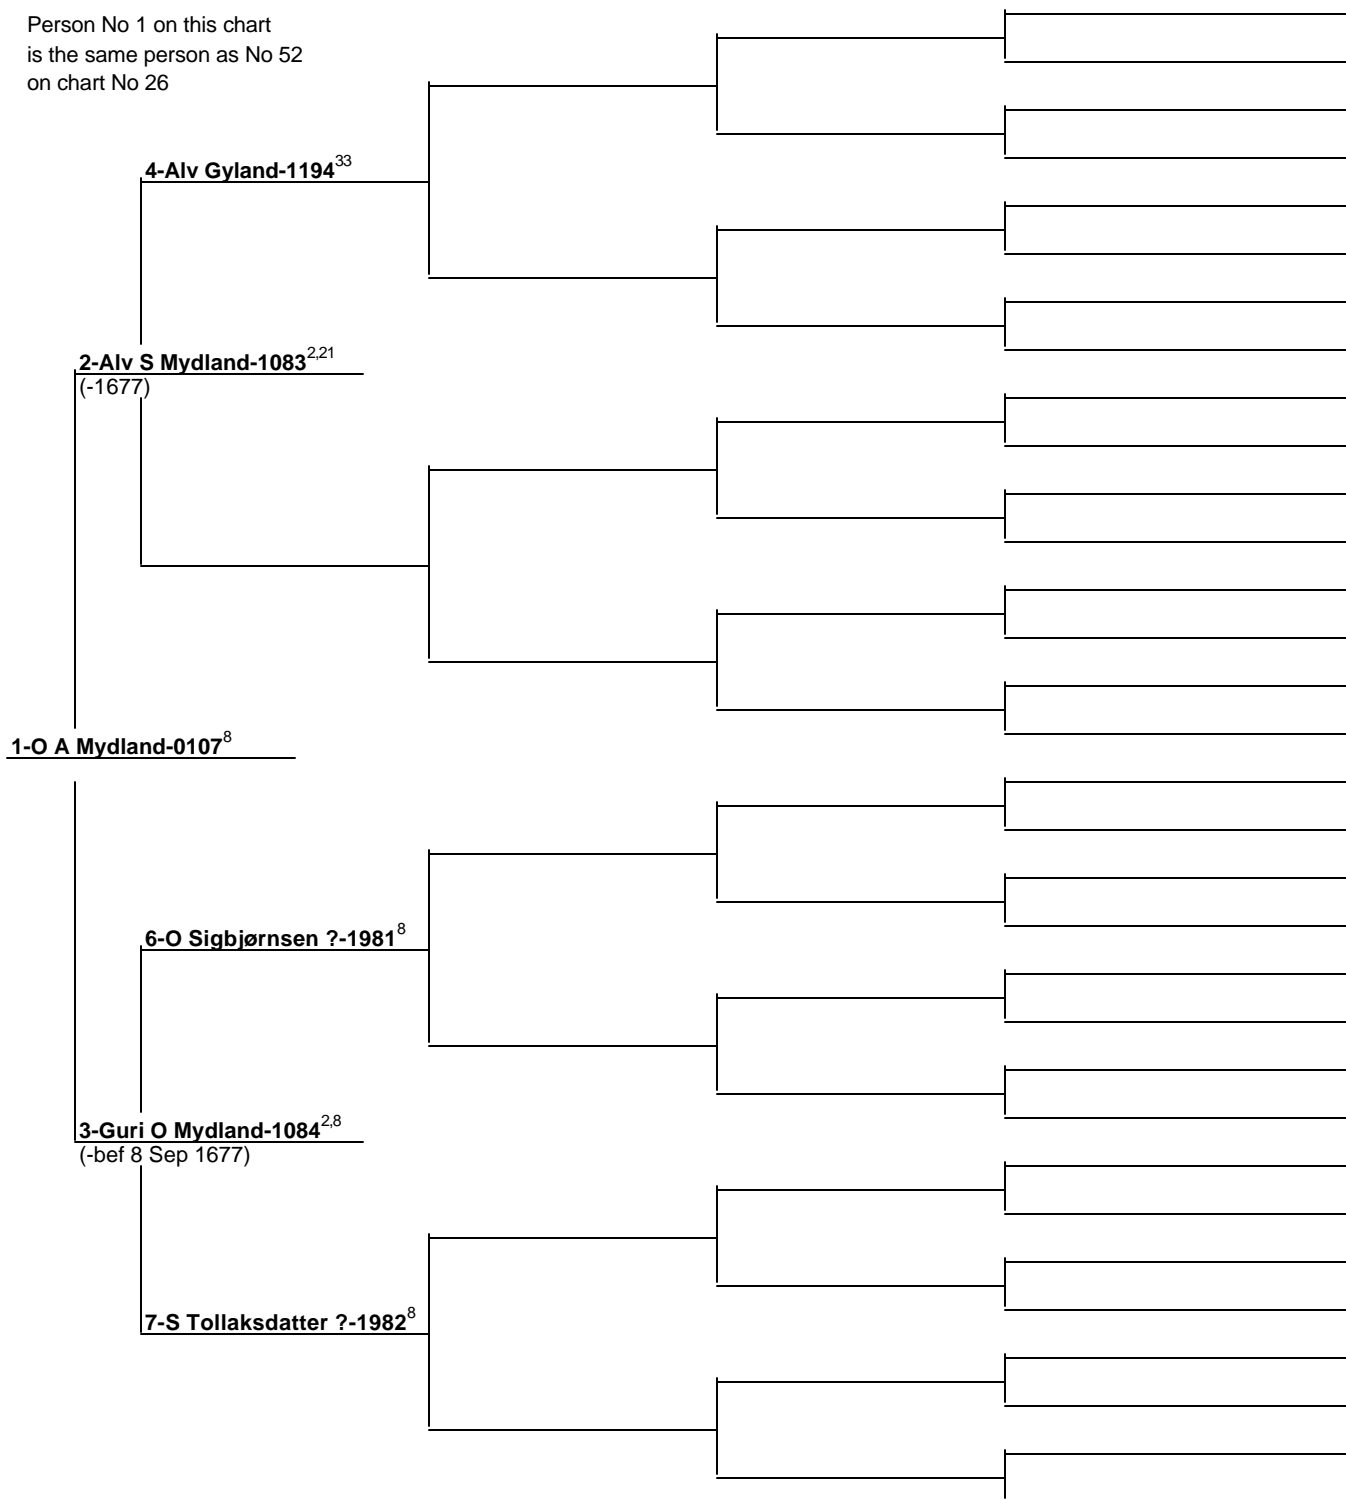 Person No 1 on this chart
is the same person as No 52
on chart No 26
4-Alv Gyland-1194³³
2-Alv S Mydland-1083²,²¹
(-1677)
1-O A Mydland-0107⁸
6-O Sigbjørnsen ?-1981⁸
3-Guri O Mydland-1084²,⁸
(-bef 8 Sep 1677)
7-S Tollaksdatter ?-1982⁸